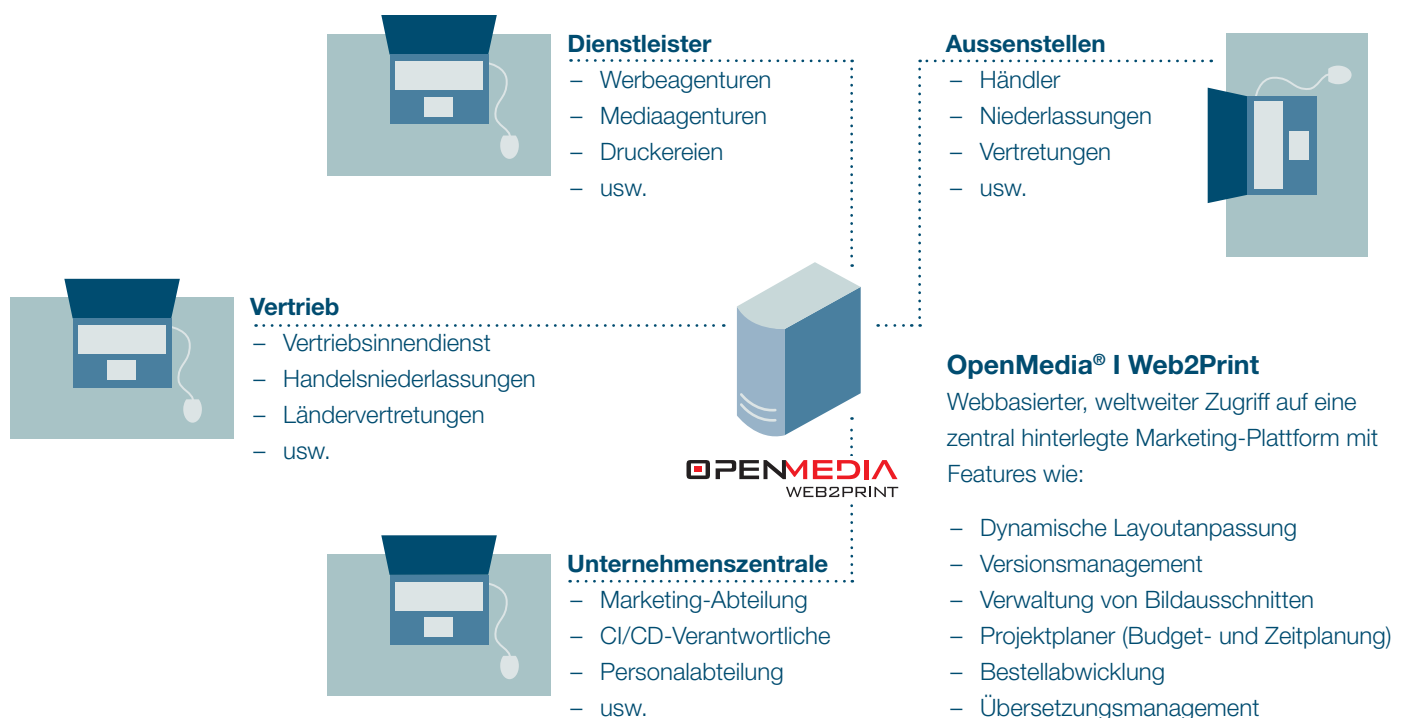 Dienstleister
– Werbeagenturen
– Mediaagenturen
– Druckereien
– usw.
Aussenstellen
– Händler
– Niederlassungen
– Vertretungen
– usw.
Vertrieb
– Vertriebsinnendienst
– Handelsniederlassungen
– Ländervertretungen
– usw.
OPENMEDIA
WEB2PRINT
Unternehmenszentrale
– Marketing-Abteilung
– CI/CD-Verantwortliche
– Personalabteilung
– usw.
OpenMedia® I Web2Print
Webbasierter, weltweiter Zugriff auf eine
zentral hinterlegte Marketing-Plattform mit
Features wie:
– Dynamische Layoutanpassung
– Versionsmanagement
– Verwaltung von Bildausschnitten
– Projektplaner (Budget- und Zeitplanung)
– Bestellabwicklung
– Übersetzungsmanagement